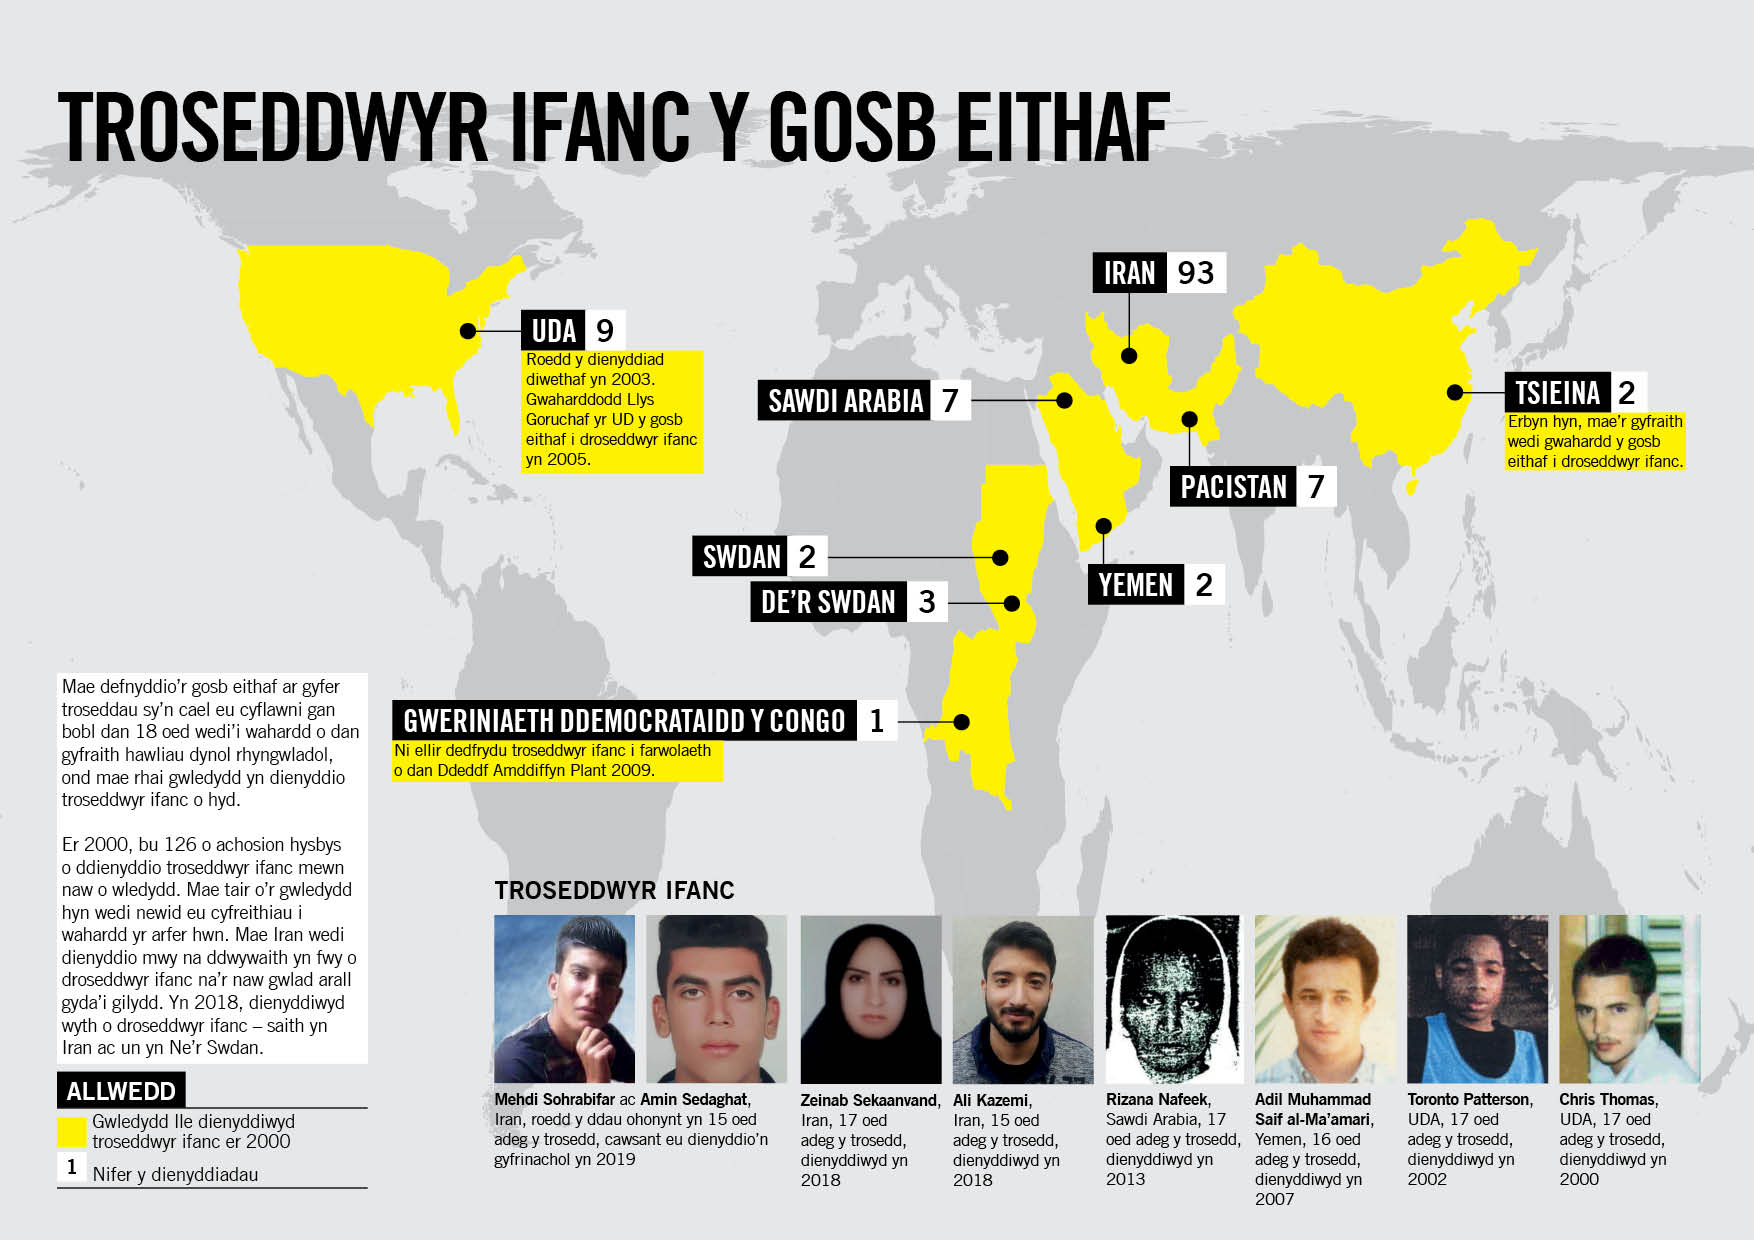 TROSEDDWYR IFANC Y GOSB EITHAF
IRAN 93
UDA 9
Roedd y dienyddiad
diwethaf yn 2003.
Gwaharddodd Llys
Goruchaf yr UD y gosb
eithaf i droseddwyr ifanc
yn 2005.
SAWDI ARABIA 7
TSIEINA 2
Erbyn hyn, mae'r gyfraith
wedi gwahardd y gosb
eithaf i droseddwyr ifanc.
PACISTAN 7
SWDAN 2
YEMEN 2
DE'R SWDAN 3
GWERINIAETH DDEMOCRATAIDD Y CONGO 1
Ni ellir dedfrydu troseddwyr ifanc i farwolaeth
o dan Ddeddf Amddiffyn Plant 2009.
Mae defnyddio'r gosb eithaf ar gyfer
troseddau sy'n cael eu cyflawni gan
bobl dan 18 oed wedi'i wahardd o dan
gyfraith hawliau dynol rhyngwladol,
ond mae rhai gwledydd yn dienyddio
troseddwyr ifanc o hyd.
Er 2000, bu 126 o achosion hysbys
o ddienyddio troseddwyr ifanc mewn
naw o wledydd. Mae tair o'r gwledydd
hyn wedi newid eu cyfreithiau i
wahardd yr arfer hwn. Mae Iran wedi
dienyddio mwy na ddwywaith yn fwy o
droseddwyr ifanc na'r naw gwlad arall
gyda'i gilydd. Yn 2018, dienyddiwyd
wyth o droseddwyr ifanc – saith yn
Iran ac un yn Ne'r Swdan.
ALLWEDD
Gwledydd lle dienyddiwyd
troseddwyr ifanc er 2000
1 Nifer y dienyddiadau
TROSEDDWYR IFANC
Mehdi Sohrabifar ac Amin Sedaghat,
Iran, roedd y ddau ohonynt yn 15 oed
adeg y trosedd, cawsant eu dienyddio'n
gyfrinachol yn 2019
Zeinab Sekaanvand,
Iran, 17 oed
adeg y trosedd,
dienyddiwyd yn
2018
Ali Kazemi,
Iran, 15 oed
adeg y trosedd,
dienyddiwyd yn
2018
Rizana Nafeek,
Sawdi Arabia, 17
oed adeg y trosedd,
dienyddiwyd yn
2013
Adil Muhammad
Saif al-Ma'amari,
Yemen, 16 oed
adeg y trosedd,
dienyddiwyd yn
2007
Toronto Patterson,
UDA, 17 oed
adeg y trosedd,
dienyddiwyd yn
2002
Chris Thomas,
UDA, 17 oed
adeg y trosedd,
dienyddiwyd yn
2000